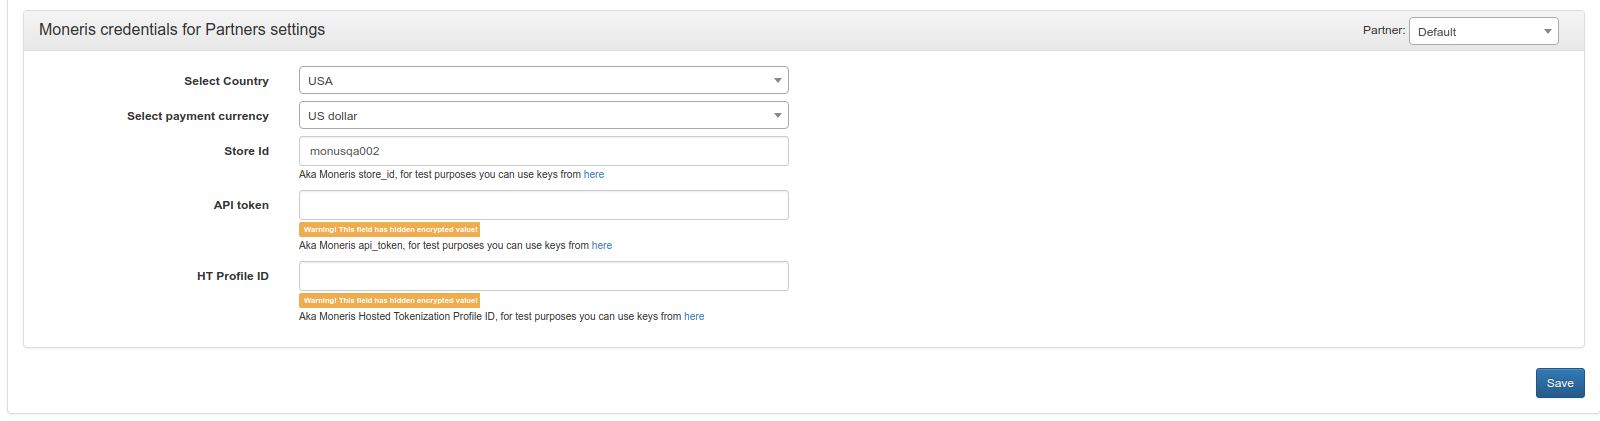 Moneris credentials for Partners settings
Partner: Default
Select Country USA
Select payment currency US dollar
Store Id monusqa002
Aka Moneris store_id, for test purposes you can use keys from here
API token
Warning! This field has hidden encrypted value!
Aka Moneris api_token, for test purposes you can use keys from here
HT Profile ID
Warning! This field has hidden encrypted value!
Aka Moneris Hosted Tokenization Profile ID, for test purposes you can use keys from here
Save